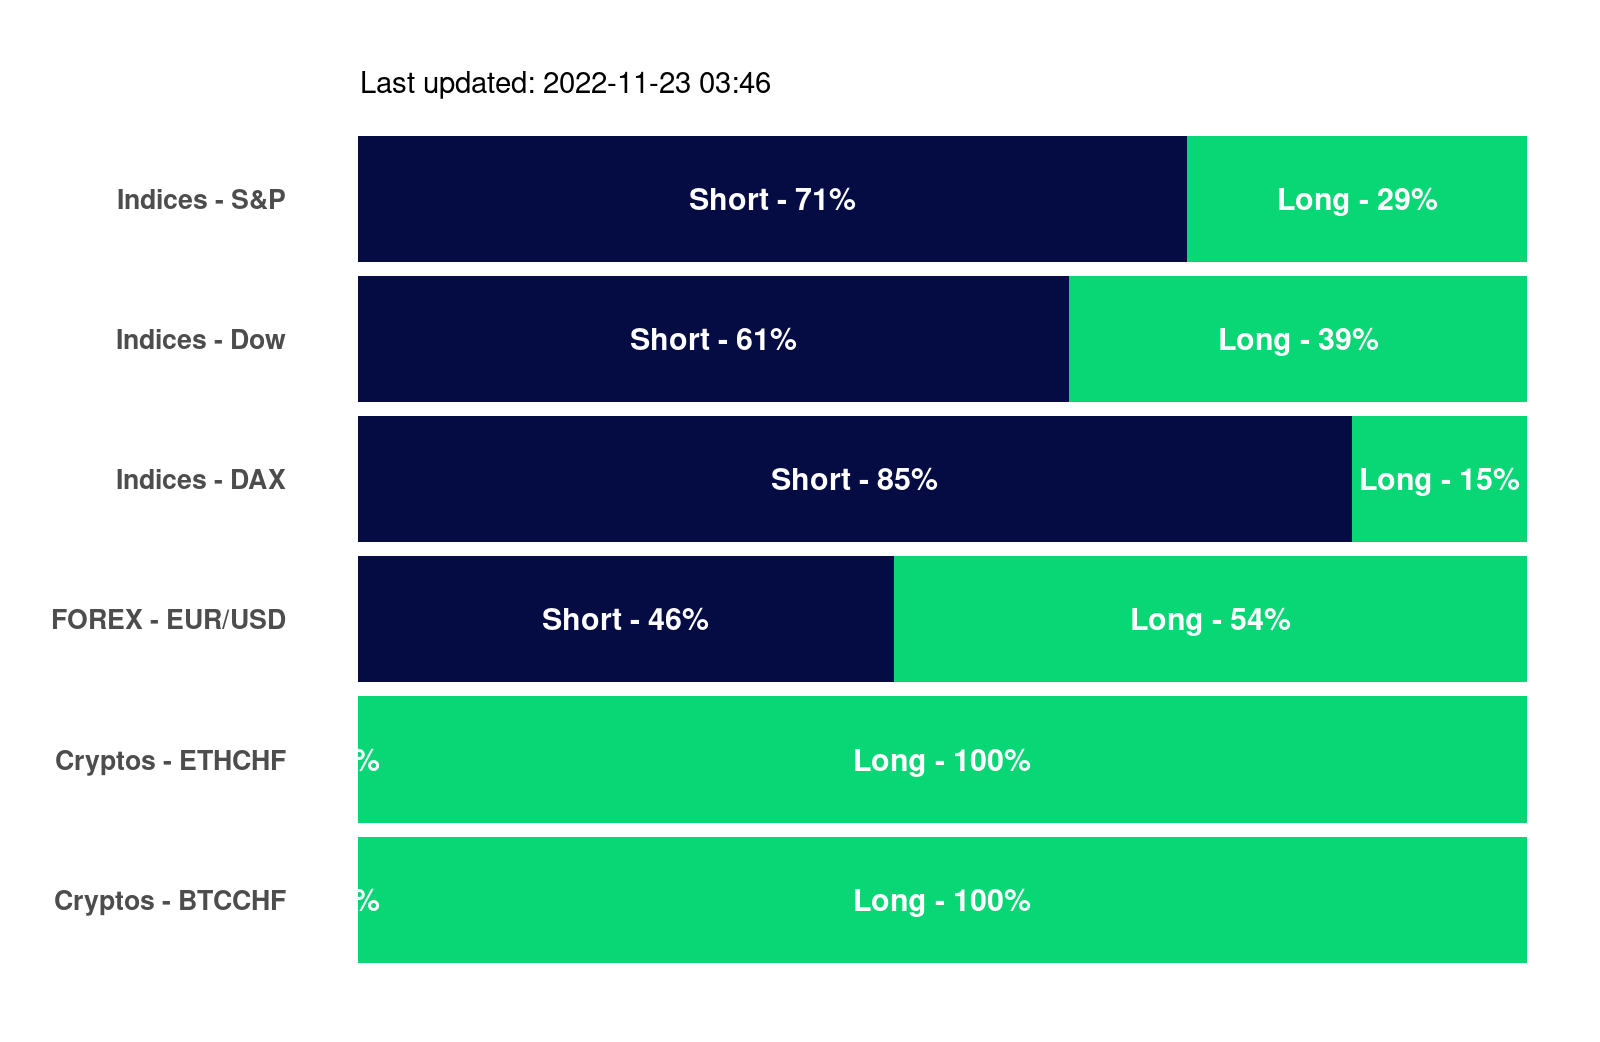 Last updated: 2022-11-23 03:46
Indices - S&P Short - 71% Long - 29%
Indices - Dow Short - 61% Long - 39%
Indices - DAX Short - 85% Long - 15%
FOREX - EUR/USD Short - 46% Long - 54%
Cryptos - ETHCHF % Long - 100%
Cryptos - BTCCHF % Long - 100%